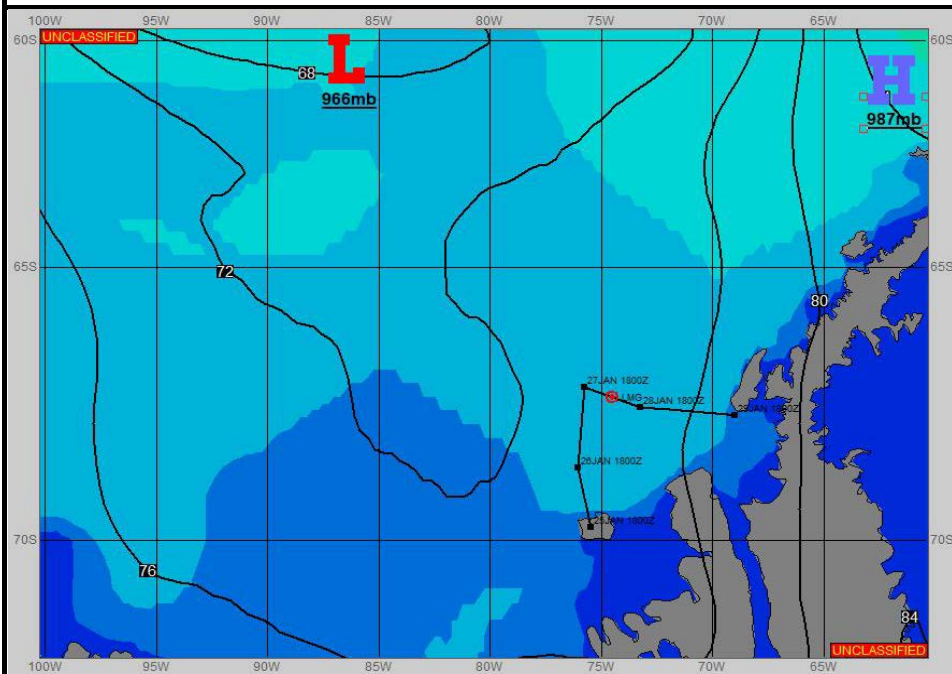 100W 95W 90W 85W 80W 75W 70W 65W
60S UNCLASSIFIED 60S
68
966mb
987mb
65S 65S
72
80
27JAN 1800Z
LMG 28JAN 1800Z
29JAN 1800Z
26JAN 1800Z
25JAN 1800Z
70S 70S
76
84
UNCLASSIFIED
100W 95W 90W 85W 80W 75W 70W 65W
L
H